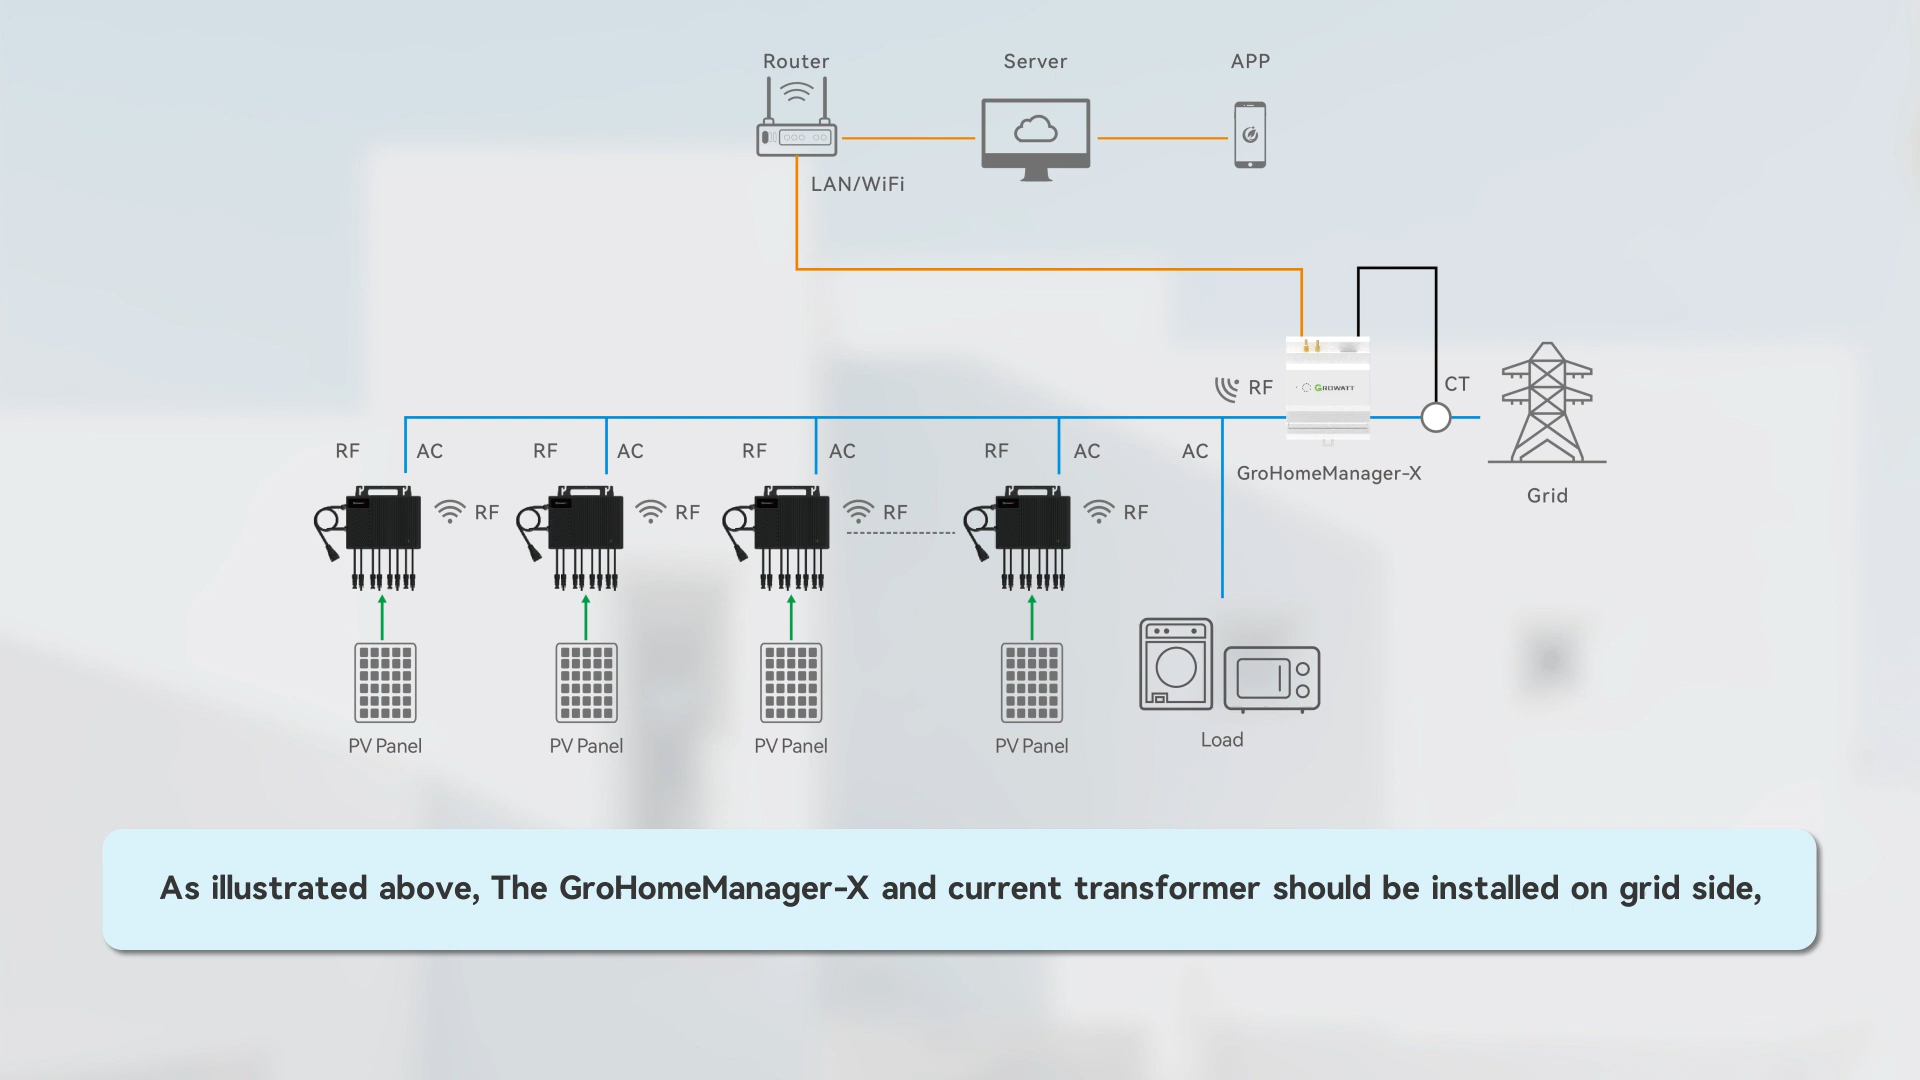 Router
Server
APP
LAN/WiFi
RF
GROWATT
CT
RF
AC
RF
AC
RF
AC
RF
AC
AC
GroHomeManager-X
Grid
RF
RF
RF
RF
PV Panel
PV Panel
PV Panel
PV Panel
Load
As illustrated above, The GroHomeManager-X and current transformer should be installed on grid side,